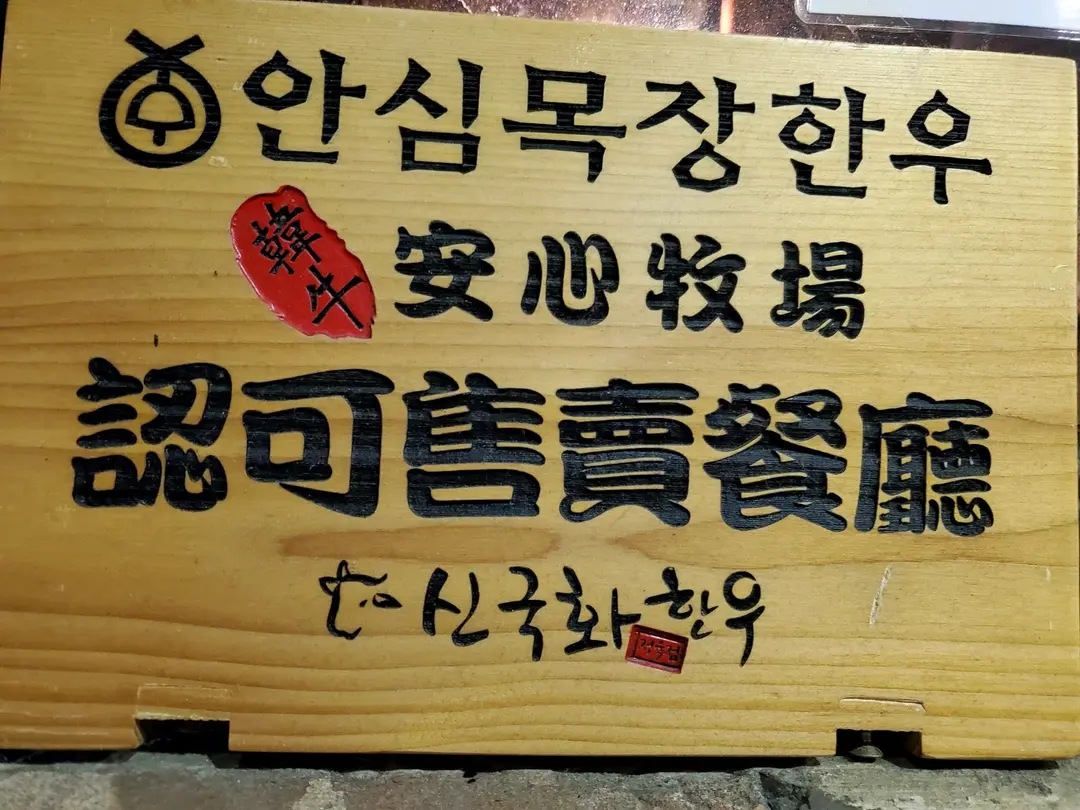 안심목장한우
韓牛 安心牧場
認可售賣餐廳
신국화한우